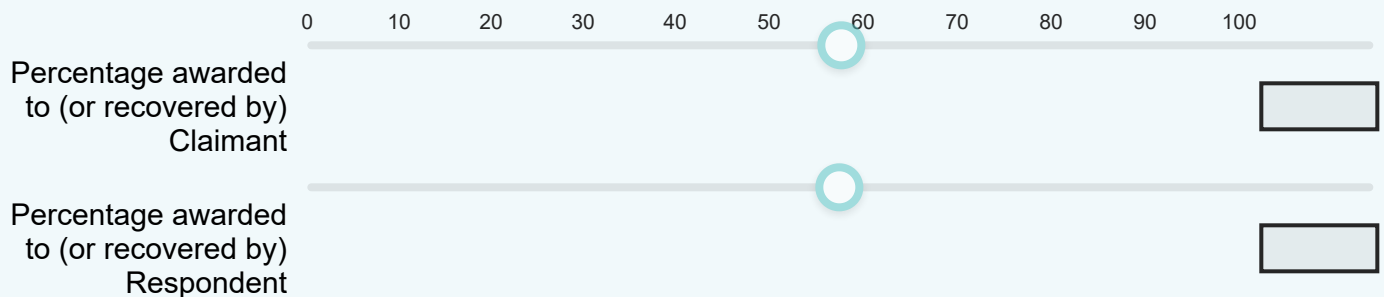 0 10 20 30 40 50 60 70 80 90 100
Percentage awarded
to (or recovered by)
Claimant
Percentage awarded
to (or recovered by)
Respondent